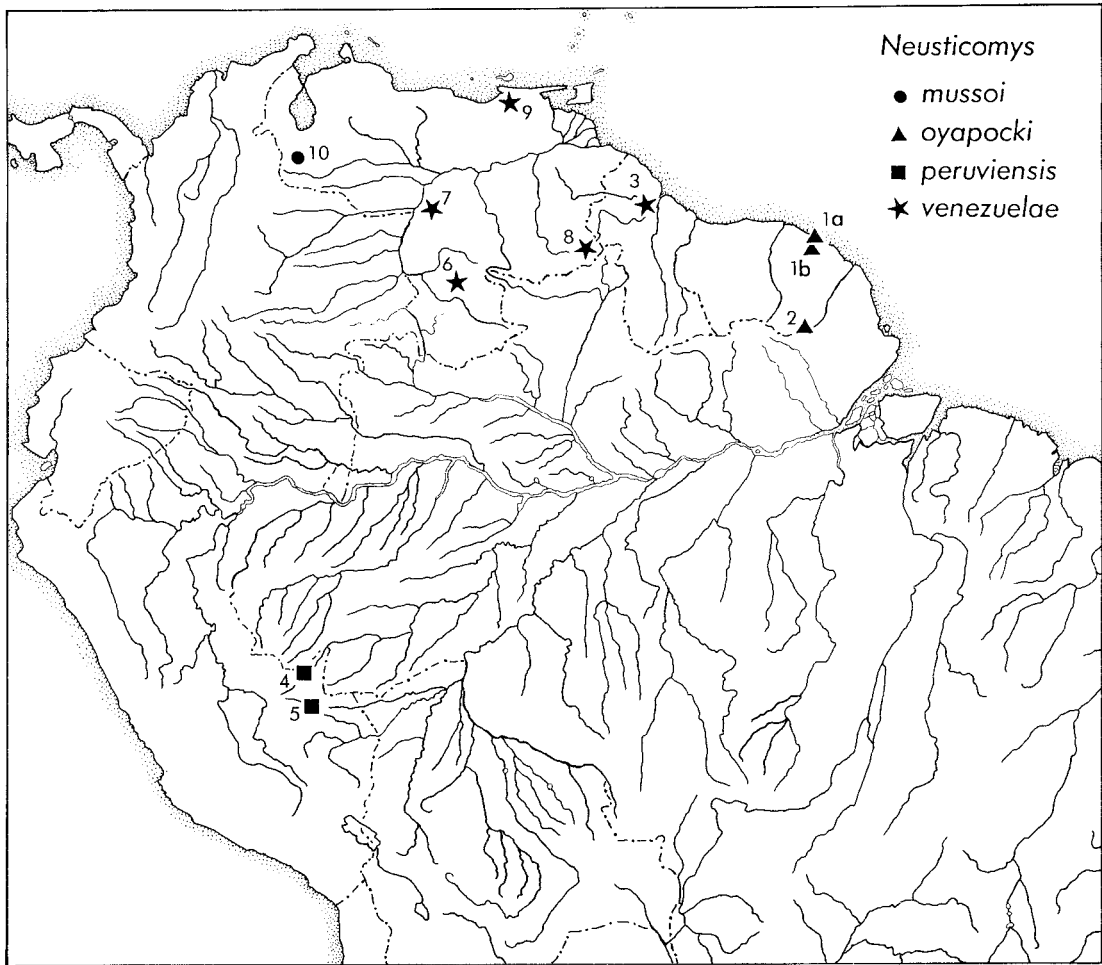 Neusticomys
● mussoi
▲ oyapocki
■ peruviensis
★ venezuelae
9
10
3
7
1a
8
1b
6
2
4
5